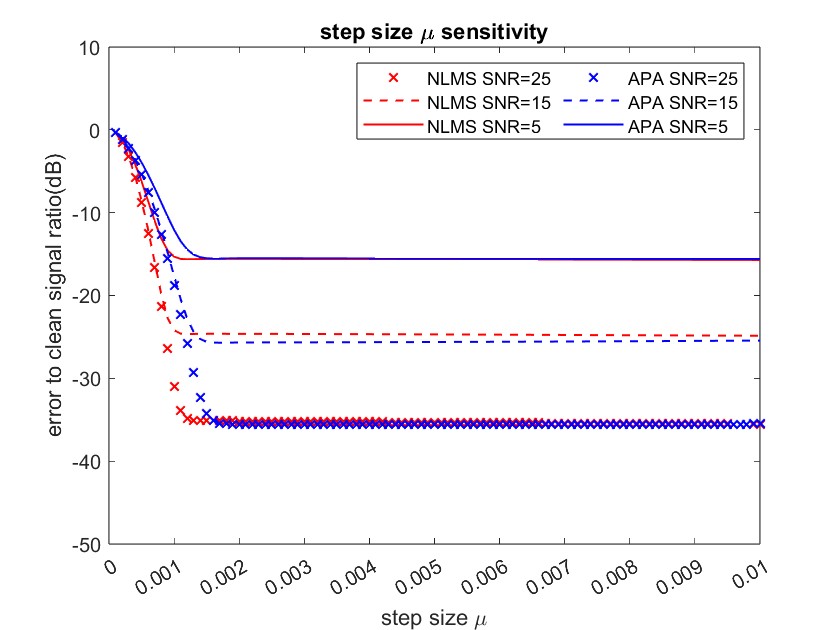 step size μ sensitivity
NLMS SNR=25
APA SNR=25
NLMS SNR=15
APA SNR=15
NLMS SNR=5
APA SNR=5
error to clean signal ratio(dB)
10
0
-10
-20
-30
-40
-50
0
0.001
0.002
0.003
0.004
0.005
0.006
0.007
0.008
0.009
0.01
step size μ